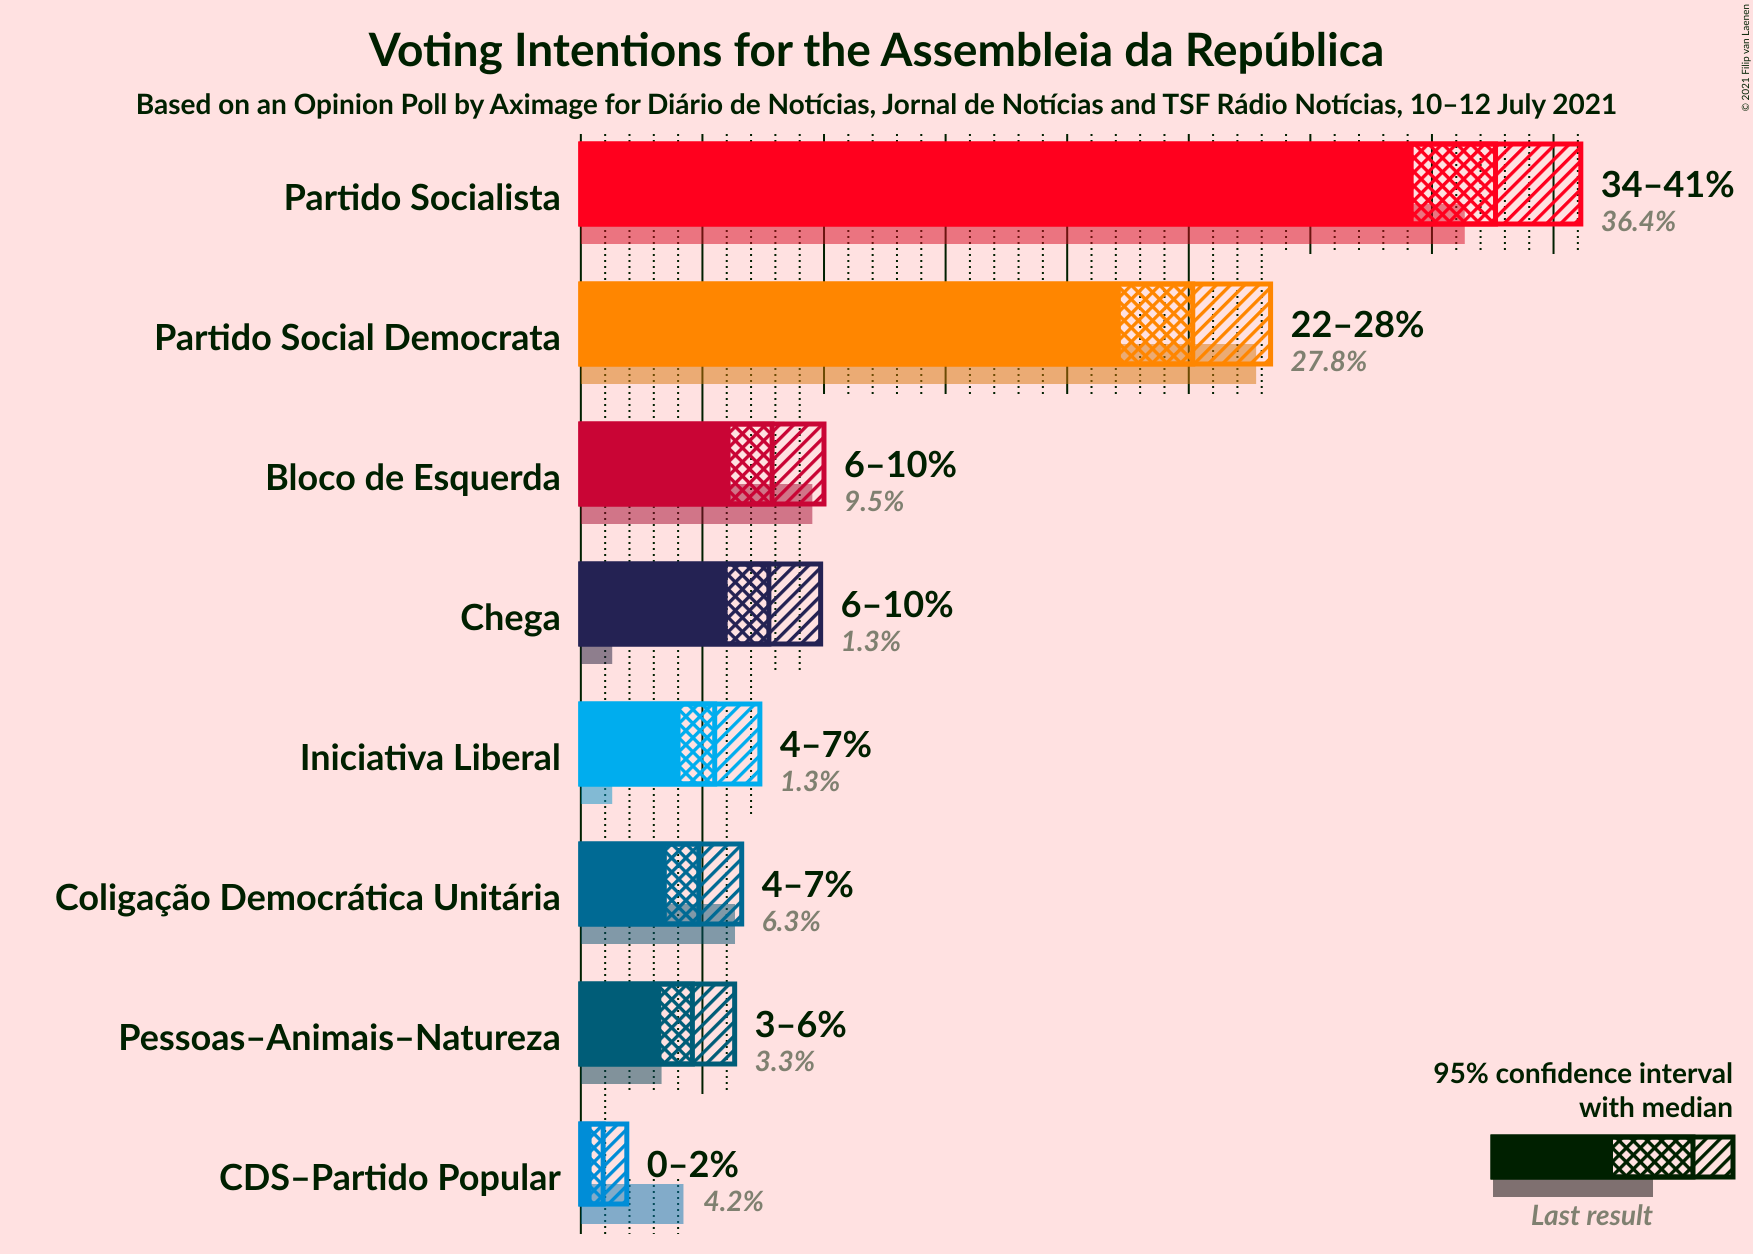 Voting Intentions for the Assembleia da República
Based on an Opinion Poll by Aximage for Diário de Notícias, Jornal de Notícias and TSF Rádio Notícias, 10–12 July 2021
© 2021 Filip van Laenen
Partido Socialista
34–41%
36.4%
Partido Social Democrata
22–28%
27.8%
Bloco de Esquerda
6–10%
9.5%
Chega
6–10%
1.3%
Iniciativa Liberal
4–7%
1.3%
Coligação Democrática Unitária
4–7%
6.3%
Pessoas–Animais–Natureza
3–6%
3.3%
CDS–Partido Popular
0–2%
4.2%
95% confidence interval
with median
Last result